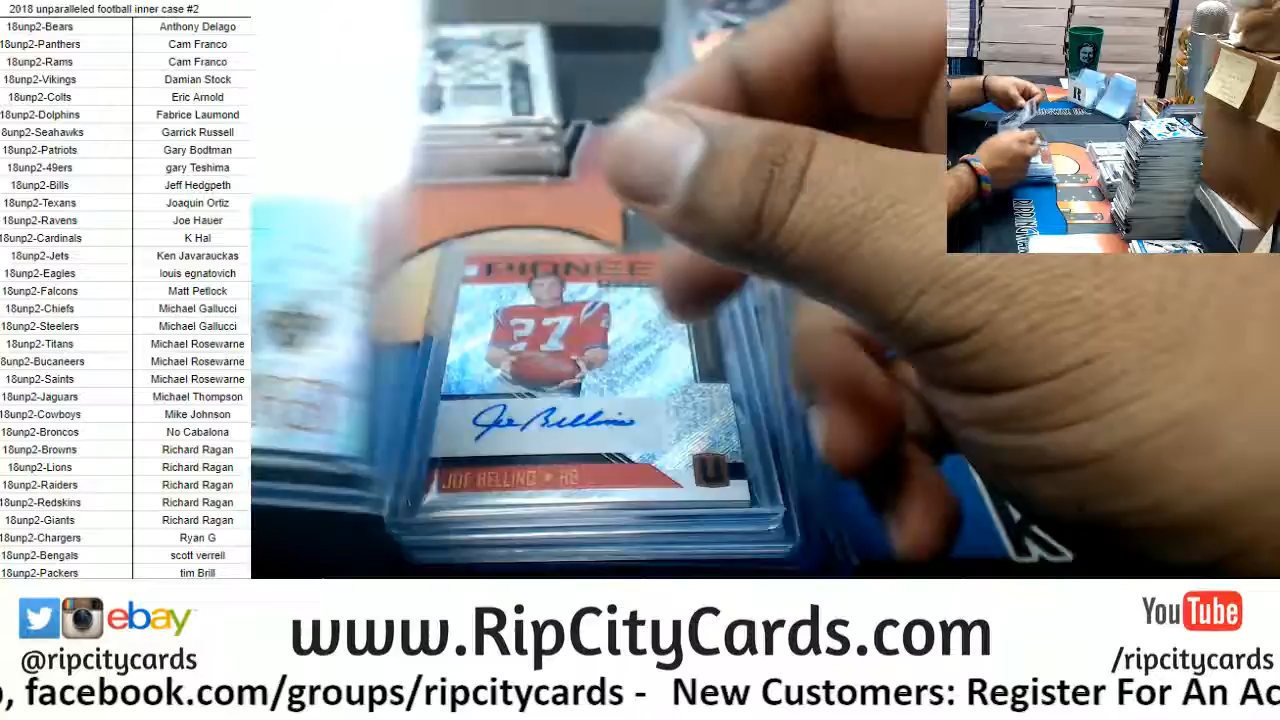 2018 unparalleled football inner case #2
18unp2-Bears Anthony Delago
18unp2-Panthers Cam Franco
18unp2-Rams Cam Franco
18unp2-Vikings Damian Stock
18unp2-Colts Eric Arnold
18unp2-Dolphins Fabrice Laumond
18unp2-Seahawks Garrick Russell
18unp2-Patriots Gary Bodtman
18unp2-49ers gary Teshima
18unp2-Bills Jeff Hedgpeth
18unp2-Texans Joaquin Ortiz
18unp2-Ravens Joe Hauer
18unp2-Cardinals K Hal
18unp2-Jets Ken Javarauckas
18unp2-Eagles louis egnatovich
18unp2-Falcons Matt Petlock
18unp2-Chiefs Michael Gallucci
18unp2-Steelers Michael Gallucci
18unp2-Titans Michael Rosewarne
18unp2-Bucaneers Michael Rosewarne
18unp2-Saints Michael Rosewarne
18unp2-Jaguars Michael Thompson
18unp2-Cowboys Mike Johnson
18unp2-Broncos No Cabalona
18unp2-Browns Richard Ragan
18unp2-Lions Richard Ragan
18unp2-Raiders Richard Ragan
18unp2-Redskins Richard Ragan
18unp2-Giants Richard Ragan
18unp2-Chargers Ryan G
18unp2-Bengals scott verrell
18unp2-Packers tim Brill
PIONEE
27
Joe Bellino
JOE BELLINO HB
U
ebay
@ripcitycards
www.RipCityCards.com
YouTube
/ripcitycards
, facebook.com/groups/ripcitycards - New Customers: Register For An Ac